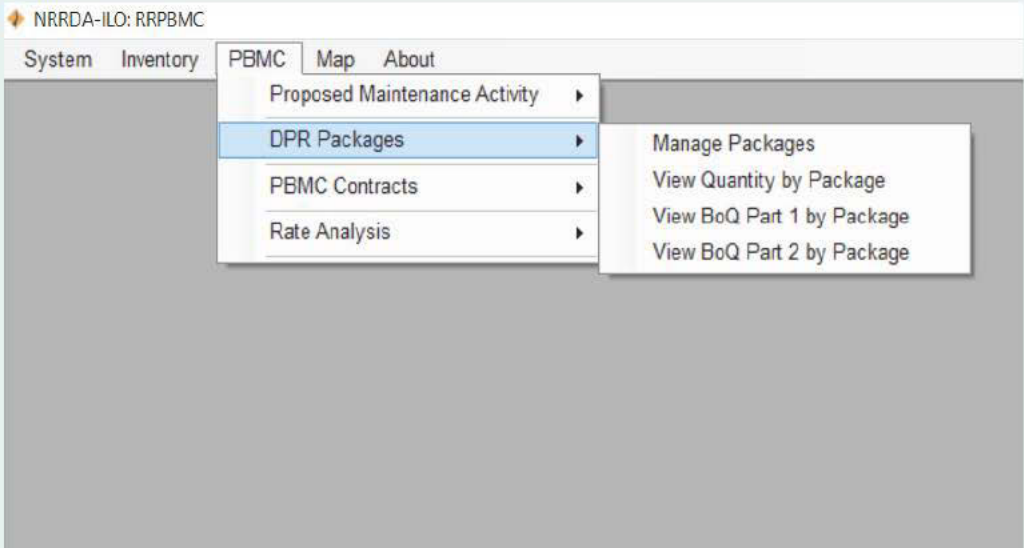 NRRDA-ILO: RRPBMC
System Inventory PBMC Map About
Proposed Maintenance Activity
DPR Packages
PBMC Contracts
Rate Analysis
Manage Packages
View Quantity by Package
View BoQ Part 1 by Package
View BoQ Part 2 by Package